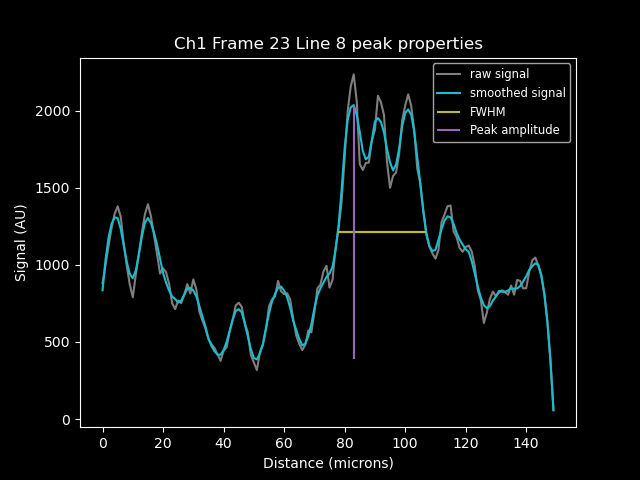 Ch1 Frame 23 Line 8 peak properties
raw signal
smoothed signal
FWHM
Peak amplitude
2000
1500
1000
500
0
Signal (AU)
0 20 40 60 80 100 120 140
Distance (microns)